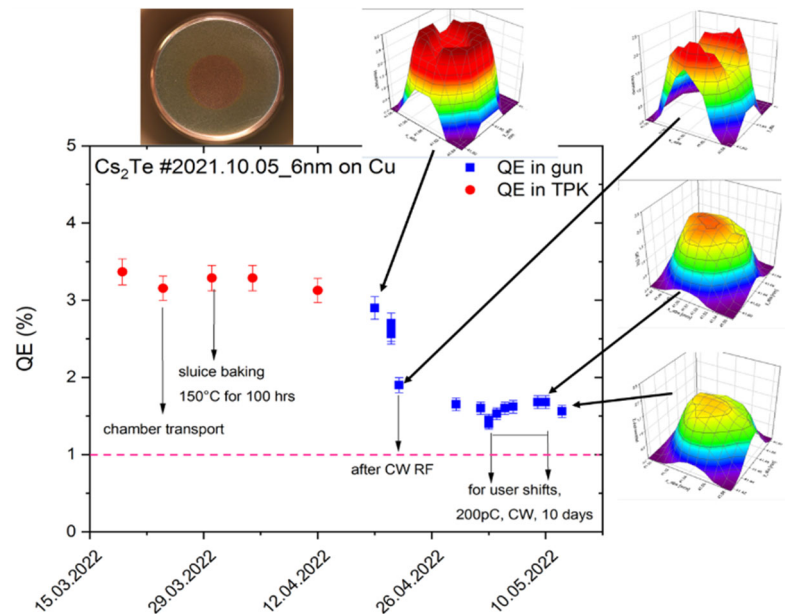 Cs₂Te #2021.10.05_6nm on Cu
QE in gun
QE in TPK
QE (%)
5
4
3
2
1
0
sluice baking
150°C for 100 hrs
chamber transport
after CW RF
for user shifts,
200pC, CW, 10 days
15.03.2022
29.03.2022
12.04.2022
26.04.2022
10.05.2022